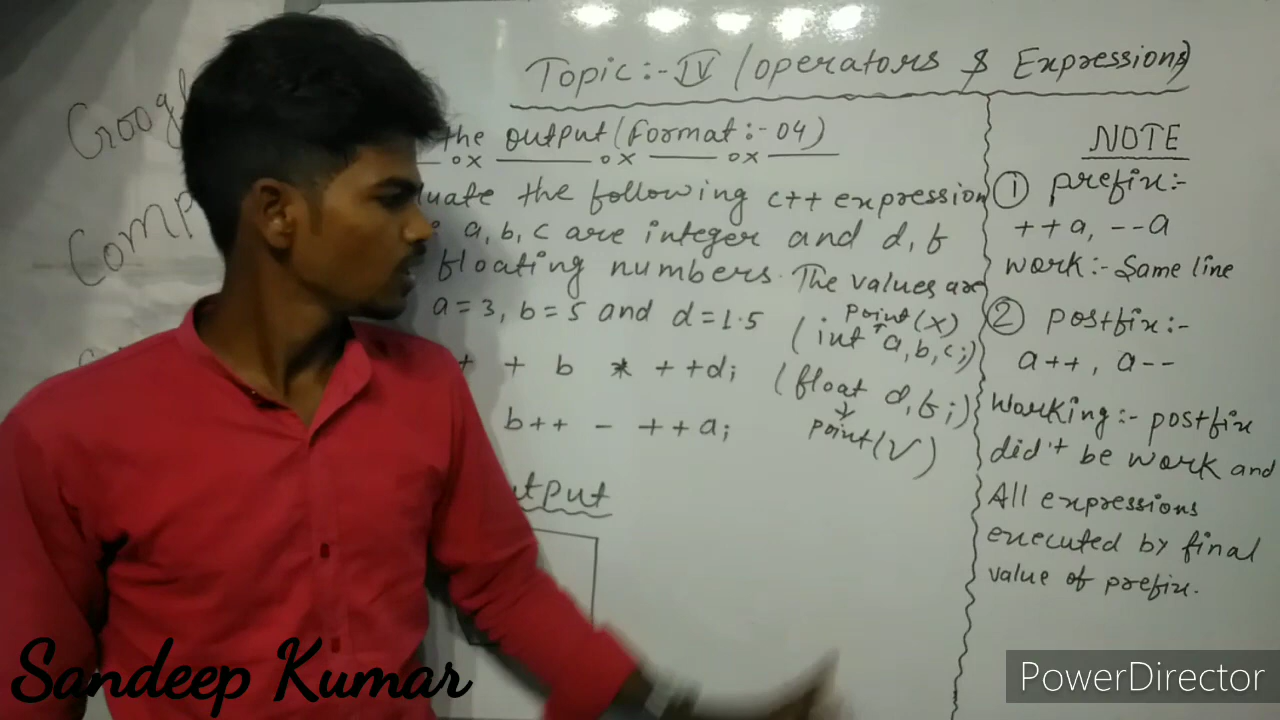 Topic:- IV (operators & Expressions)
the output (Format:- 04)
luate the following c++ expression
a, b, c are integer and d, f
floating numbers. The values are
a = 3, b = 5 and d = 1.5
point (x)
(int a, b, c;)
+ + b * ++d;
(float d, f;)
b++ - ++a;
point (√)
utput
NOTE
① prefix:-
++a, --a
work:- Same line
② postfix:-
a++, a--
Working:- postfix
did't be work and
All expressions
executed by final
value of prefix.
Googl
Comp
Sandeep Kumar
PowerDirector